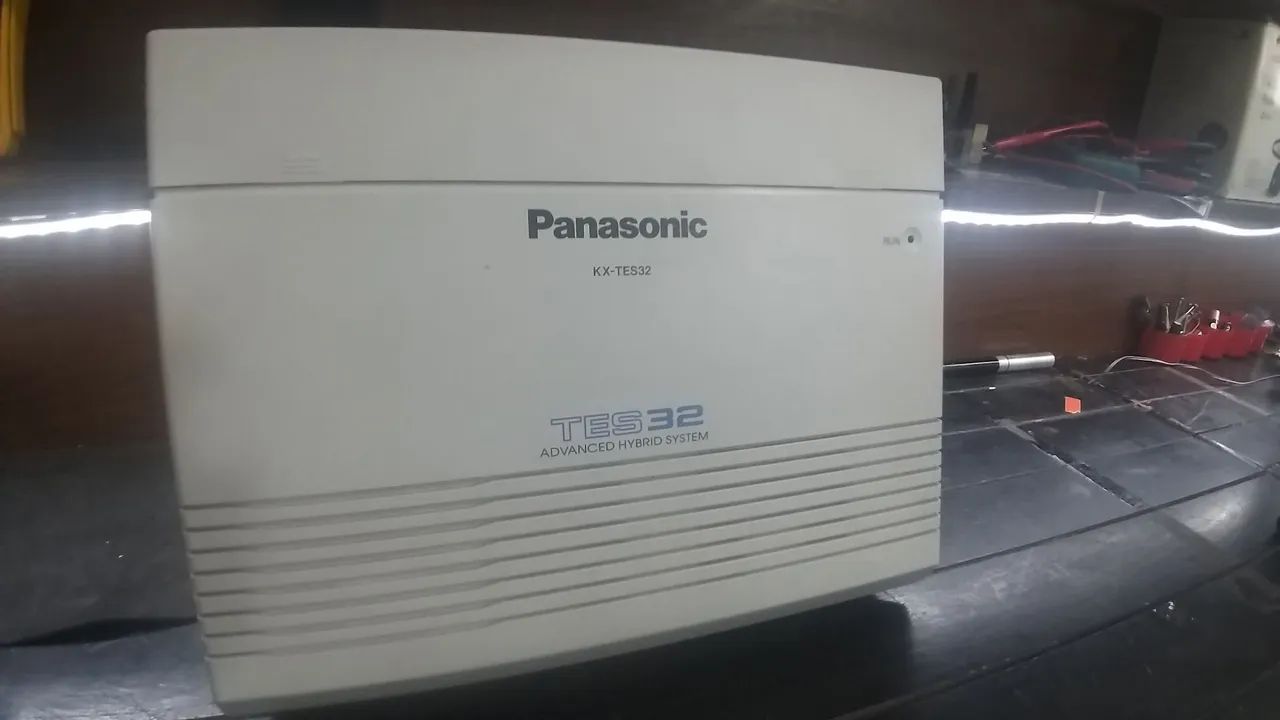 Panasonic
RUN
KX-TES32
TES32
ADVANCED HYBRID SYSTEM